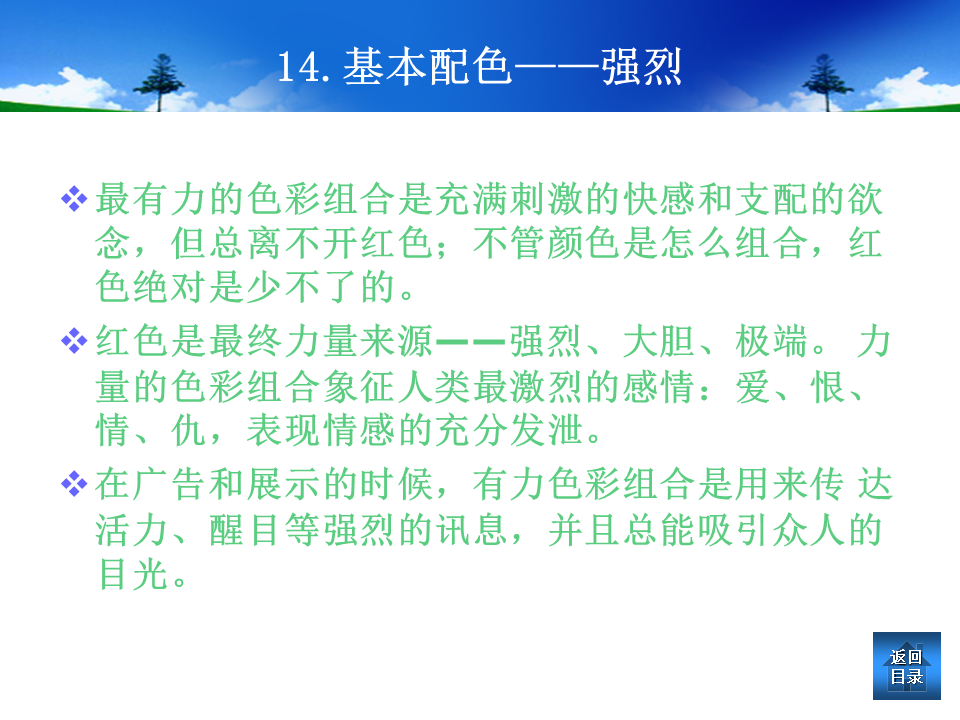 14.基本配色——强烈
最有力的色彩组合是充满刺激的快感和支配的欲
念，但总离不开红色；不管颜色是怎么组合，红
色绝对是少不了的。
红色是最终力量来源——强烈、大胆、极端。 力
量的色彩组合象征人类最激烈的感情：爱、恨、
情、仇，表现情感的充分发泄。
在广告和展示的时候，有力色彩组合是用来传 达
活力、醒目等强烈的讯息，并且总能吸引众人的
目光。
返回
目录